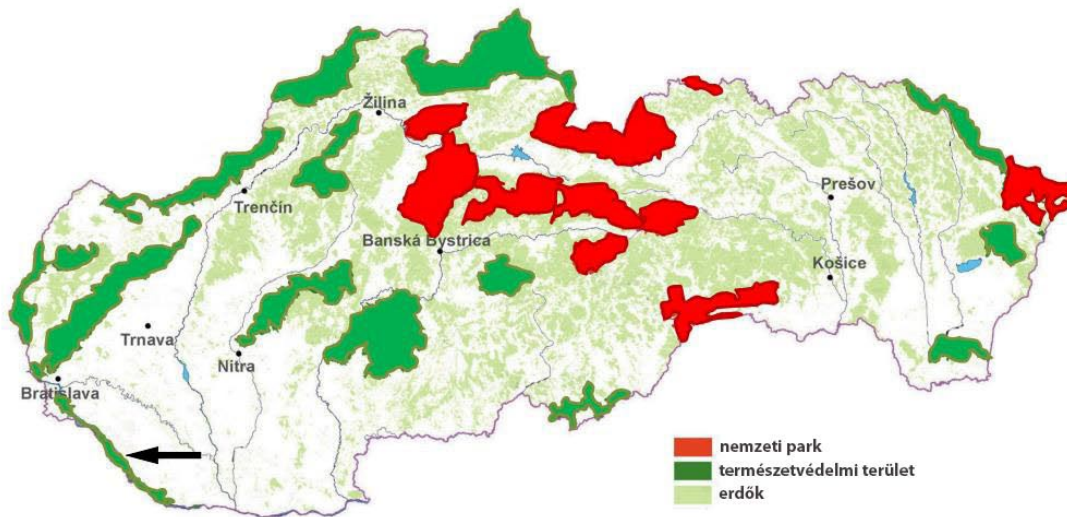 Žilina
Trenčín
Prešov
Banská Bystrica
Košice
Trnava
Nitra
Bratislava
nemzeti park
természetvédelmi terület
erdők